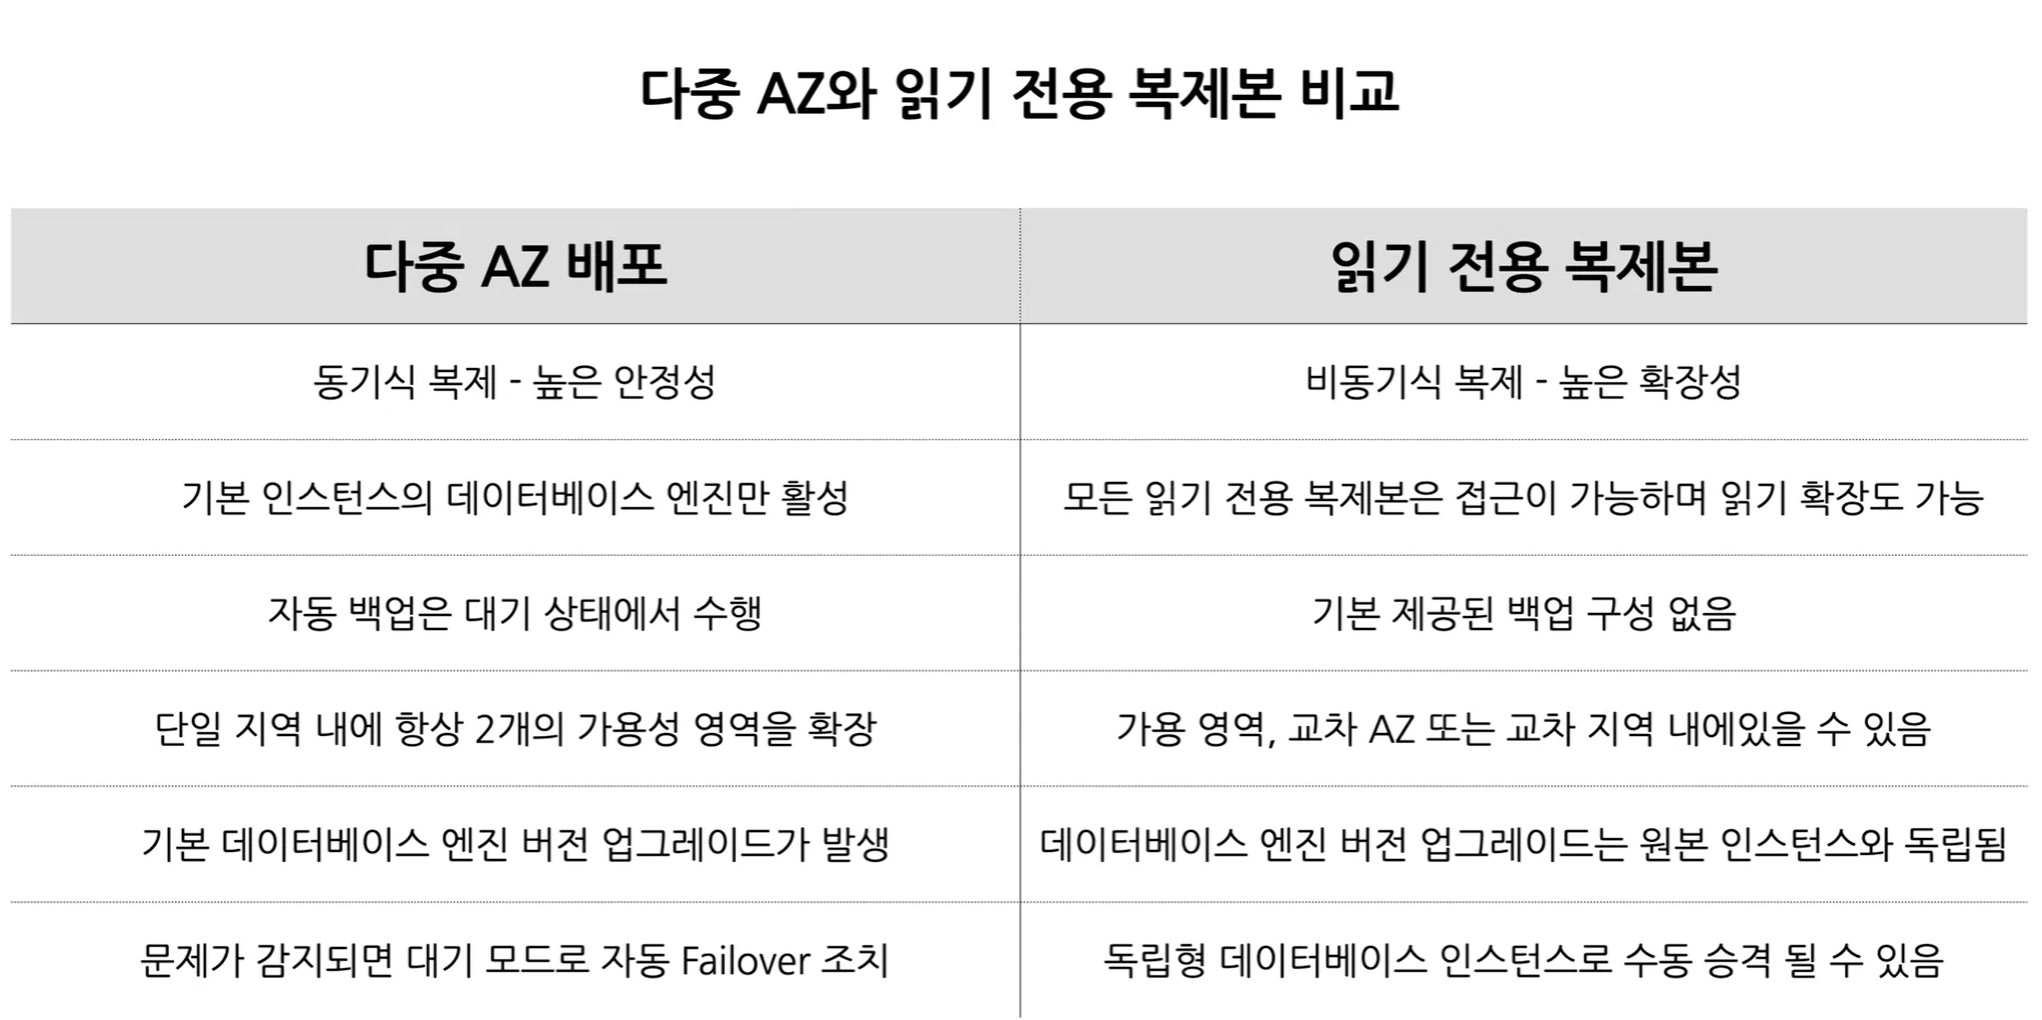 다중 AZ와 읽기 전용 복제본 비교
다중 AZ 배포
읽기 전용 복제본
동기식 복제 - 높은 안정성
비동기식 복제 - 높은 확장성
기본 인스턴스의 데이터베이스 엔진만 활성
모든 읽기 전용 복제본은 접근이 가능하며 읽기 확장도 가능
자동 백업은 대기 상태에서 수행
기본 제공된 백업 구성 없음
단일 지역 내에 항상 2개의 가용성 영역을 확장
가용 영역, 교차 AZ 또는 교차 지역 내에있을 수 있음
기본 데이터베이스 엔진 버전 업그레이드가 발생
데이터베이스 엔진 버전 업그레이드는 원본 인스턴스와 독립됨
문제가 감지되면 대기 모드로 자동 Failover 조치
독립형 데이터베이스 인스턴스로 수동 승격 될 수 있음